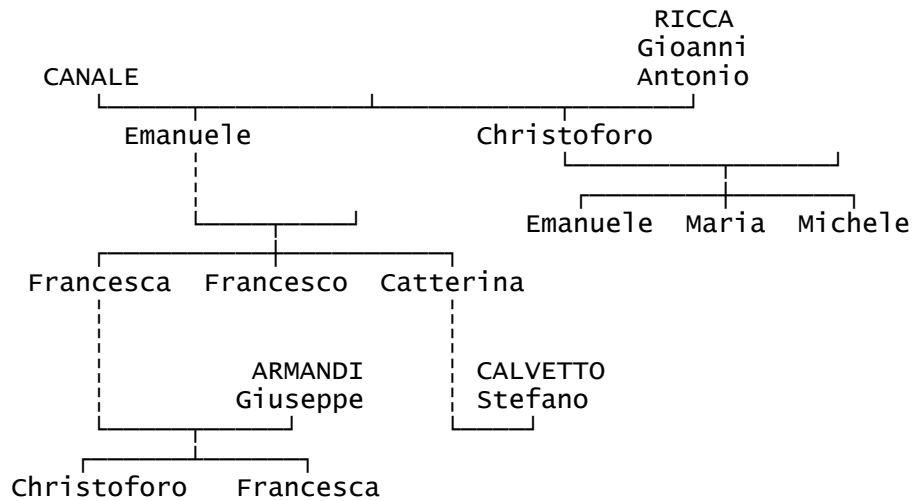 RICCA
Gioanni
CANALE Antonio
Emanuele Christoforo
Emanuele Maria Michele
Francesca Francesco Catterina
ARMANDI CALVETTO
Giuseppe Stefano
Christoforo Francesca